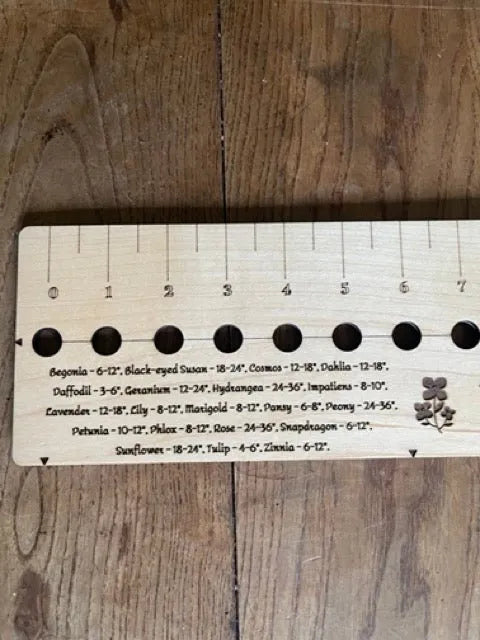 0 1 2 3 4 5 6 7
Begonia - 6-12", Black-eyed Susan - 18-24", Cosmos - 12-18", Dahlia - 12-18",
Daffodil - 3-6", Geranium - 12-24", Hydrangea - 24-36", Impatiens - 8-10",
Lavender - 12-18", Lily - 8-12", Marigold - 8-12", Pansy - 6-8", Peony - 24-36",
Petunia - 10-12", Phlox - 8-12", Rose - 24-36", Snapdragon - 6-12",
Sunflower - 18-24", Tulip - 4-6", Zinnia - 6-12".